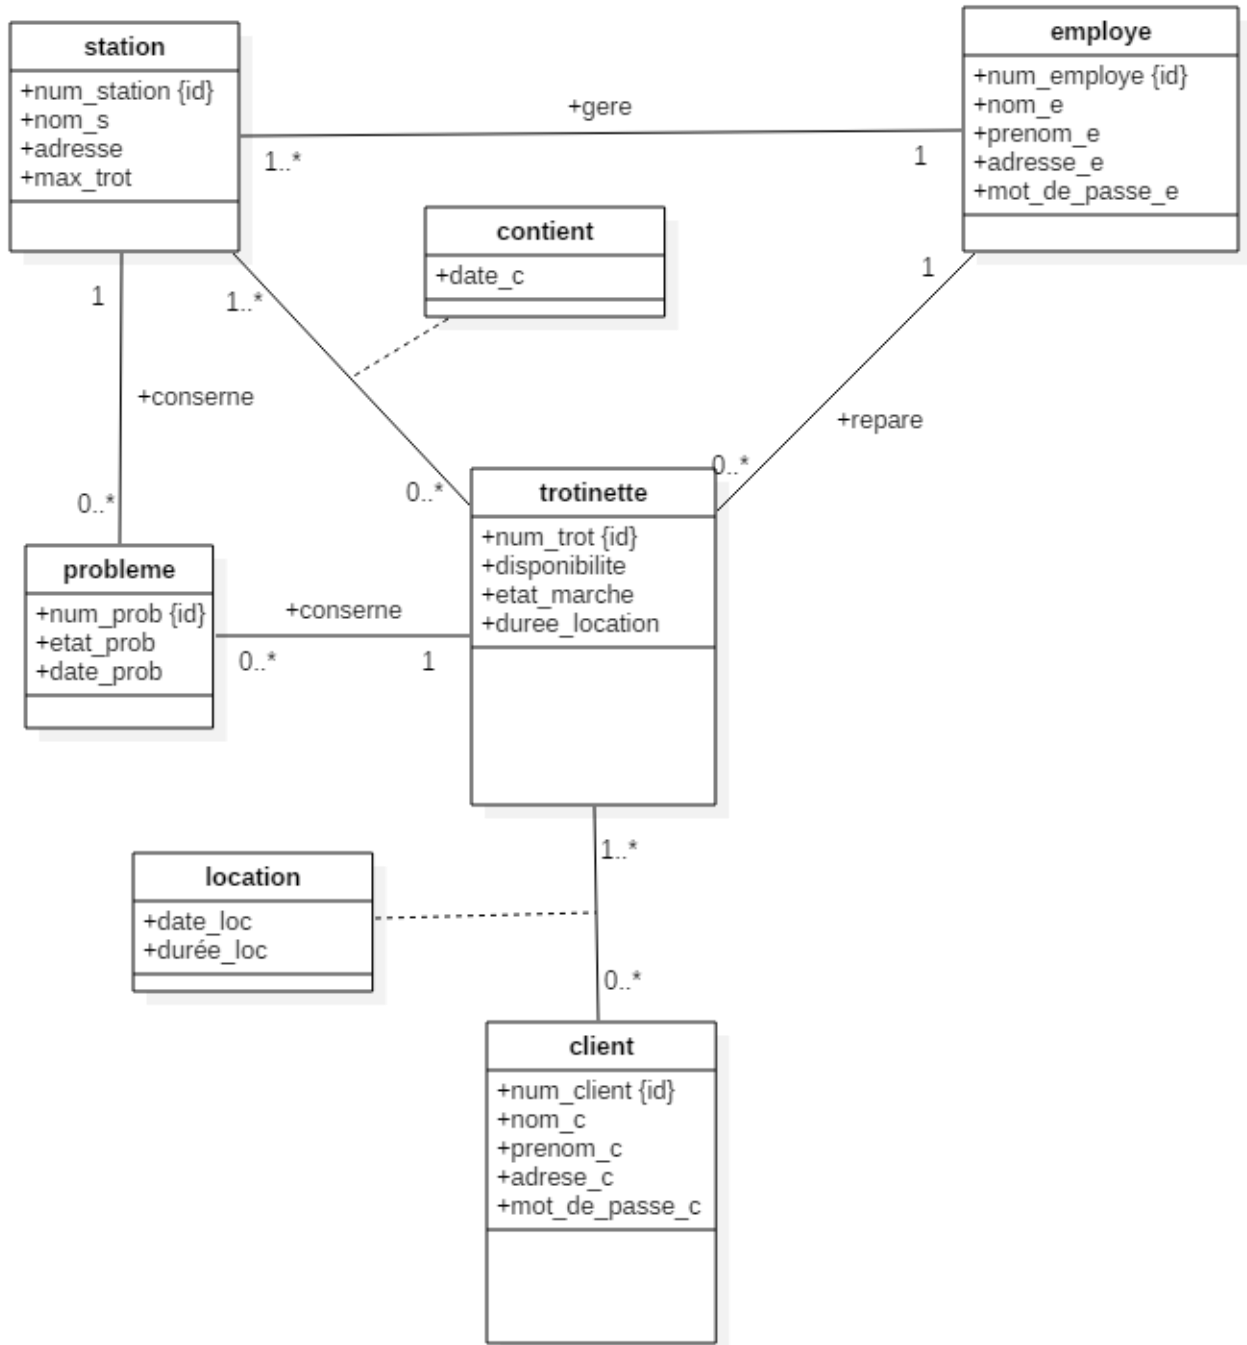 station
+num_station {id}
+nom_s
+adresse
+max_trot
employe
+num_employe {id}
+nom_e
+prenom_e
+adresse_e
+mot_de_passe_e
+gere
1..*
1
contient
+date_c
1
1..*
1
+conserne
+repare
0..*
0..*
0..*
trotinette
+num_trot {id}
+disponibilite
+etat_marche
+duree_location
probleme
+num_prob {id}
+etat_prob
+date_prob
+conserne
0..*
1
1..*
location
+date_loc
+durée_loc
0..*
client
+num_client {id}
+nom_c
+prenom_c
+adrese_c
+mot_de_passe_c